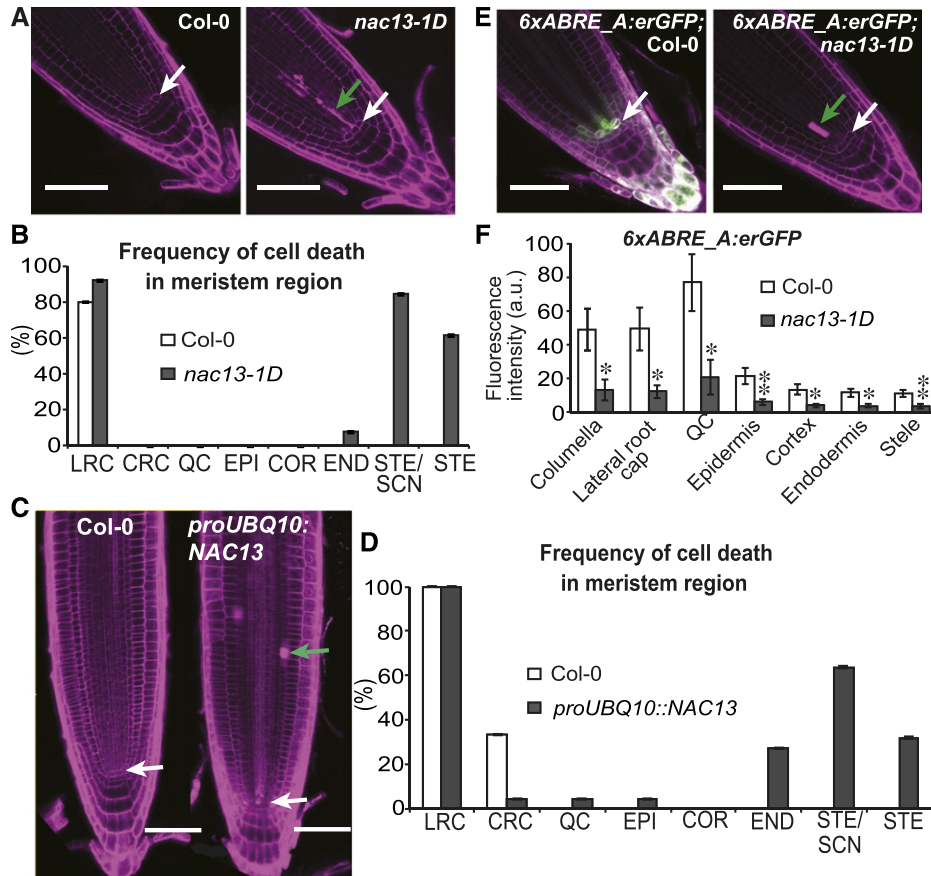 A
Col-0
nac13-1D
B
Frequency of cell death
in meristem region
(%)
100
80
60
40
20
0
Col-0
nac13-1D
LRC CRC QC EPI COR END STE/ STE
SCN
C
Col-0
proUBQ10:
NAC13
D
Frequency of cell death
in meristem region
(%)
100
80
60
40
20
0
Col-0
proUBQ10::NAC13
LRC CRC QC EPI COR END STE/ STE
SCN
E
6xABRE_A:erGFP;
Col-0
6xABRE_A:erGFP;
nac13-1D
F
6xABRE_A:erGFP
Fluorescence
intensity (a.u.)
100
80
60
40
20
0
Col-0
nac13-1D
* * * ** * * **
Columella
Lateral root
cap
QC
Epidermis
Cortex
Endodermis
Stele